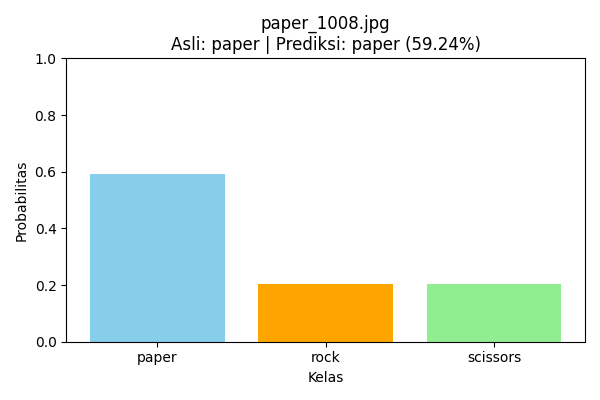 paper_1008.jpg
Asli: paper | Prediksi: paper (59.24%)
1.0
0.8
0.6
0.4
0.2
0.0
Probabilitas
paper rock scissors
Kelas